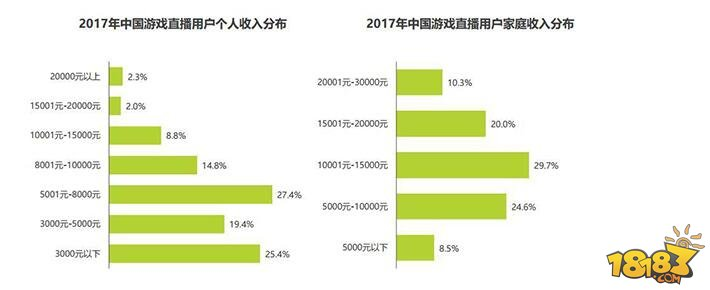 2017年中国游戏直播用户个人收入分布
20000元以上 2.3%
15001元-20000元 2.0%
10001元-15000元 8.8%
8001元-10000元 14.8%
5001元-8000元 27.4%
3000元-5000元 19.4%
3000元以下 25.4%
2017年中国游戏直播用户家庭收入分布
20001元-30000元 10.3%
15001元-20000元 20.0%
10001元-15000元 29.7%
5000元-10000元 24.6%
5000元以下 8.5%
18183
.COM